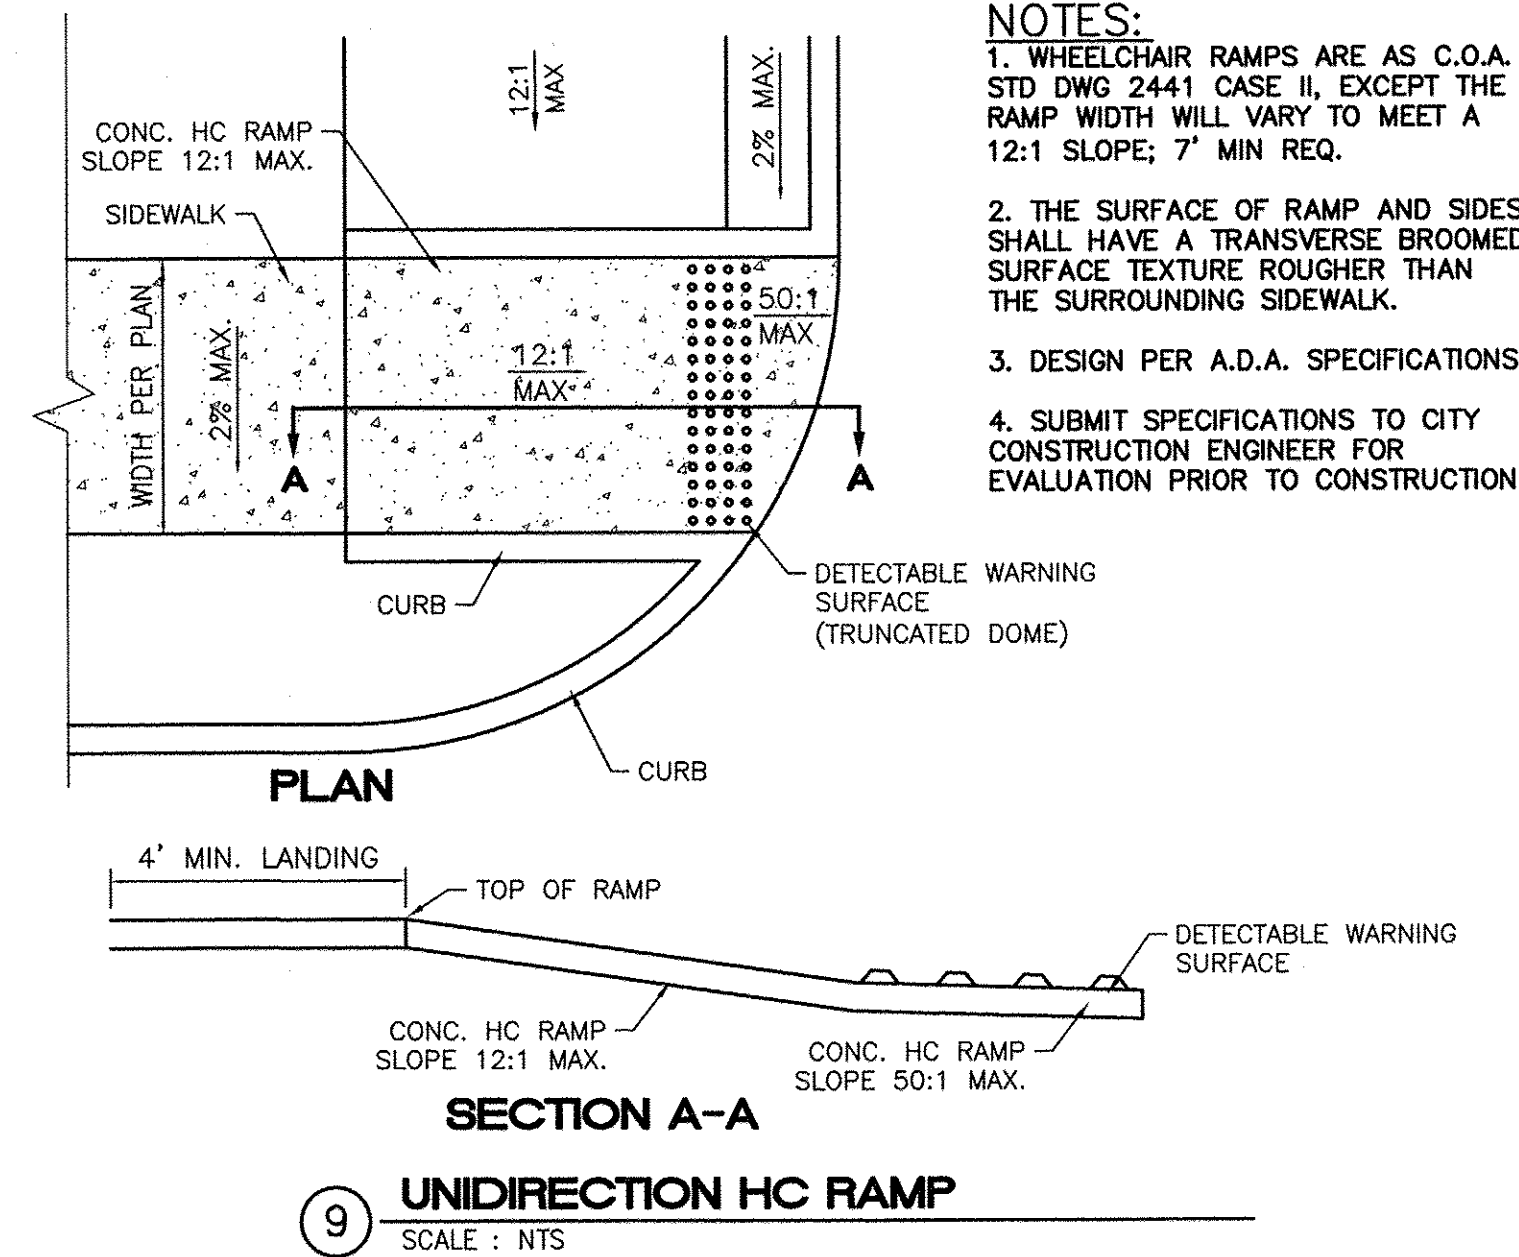 NOTES:
1. WHEELCHAIR RAMPS ARE AS C.O.A.
STD DWG 2441 CASE II, EXCEPT THE
RAMP WIDTH WILL VARY TO MEET A
12:1 SLOPE; 7' MIN REQ.
2. THE SURFACE OF RAMP AND SIDES
SHALL HAVE A TRANSVERSE BROOMED
SURFACE TEXTURE ROUGHER THAN
THE SURROUNDING SIDEWALK.
3. DESIGN PER A.D.A. SPECIFICATIONS
4. SUBMIT SPECIFICATIONS TO CITY
CONSTRUCTION ENGINEER FOR
EVALUATION PRIOR TO CONSTRUCTION
12:1
MAX
2% MAX.
CONC. HC RAMP
SLOPE 12:1 MAX.
SIDEWALK
WIDTH PER PLAN
2% MAX.
12:1
MAX
50:1
MAX
A
A
DETECTABLE WARNING
SURFACE
(TRUNCATED DOME)
CURB
CURB
PLAN
4' MIN. LANDING
TOP OF RAMP
DETECTABLE WARNING
SURFACE
CONC. HC RAMP
SLOPE 12:1 MAX.
CONC. HC RAMP
SLOPE 50:1 MAX.
SECTION A-A
9
UNIDIRECTION HC RAMP
SCALE : NTS